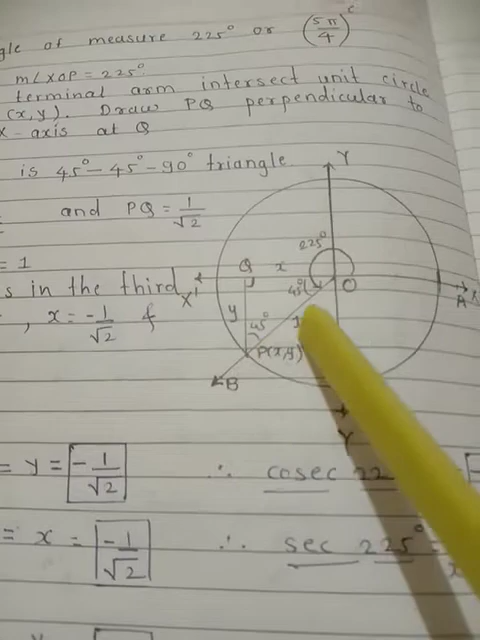 gle of measure 225° or (5π/4)^c
m∠XOP = 225°
terminal arm intersect unit circle
(x,y). Draw PQ perpendicular to
x-axis at Q
is 45°-45°-90° triangle
and PQ = 1/√2
= 1
s in the third
, x = -1/√2 &
Y
225°
Q x O
X' 45° A X
y 45° 1
P(x,y)
B
Y
= y = -1/√2 ∴ cosec 22
= x = -1/√2 ∴ sec 225° =